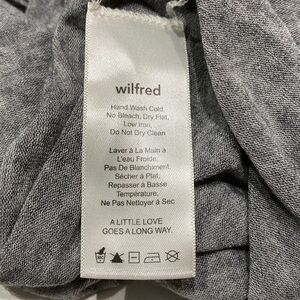 wilfred
Hand Wash Cold,
No Bleach, Dry Flat,
Low Iron,
Do Not Dry Clean
Laver à La Main à
L'eau Froide,
Pas De Blanchiment,
Sécher à Plat,
Repasser à Basse
Température,
Ne Pas Nettoyer à Sec
A LITTLE LOVE
GOES A LONG WAY.